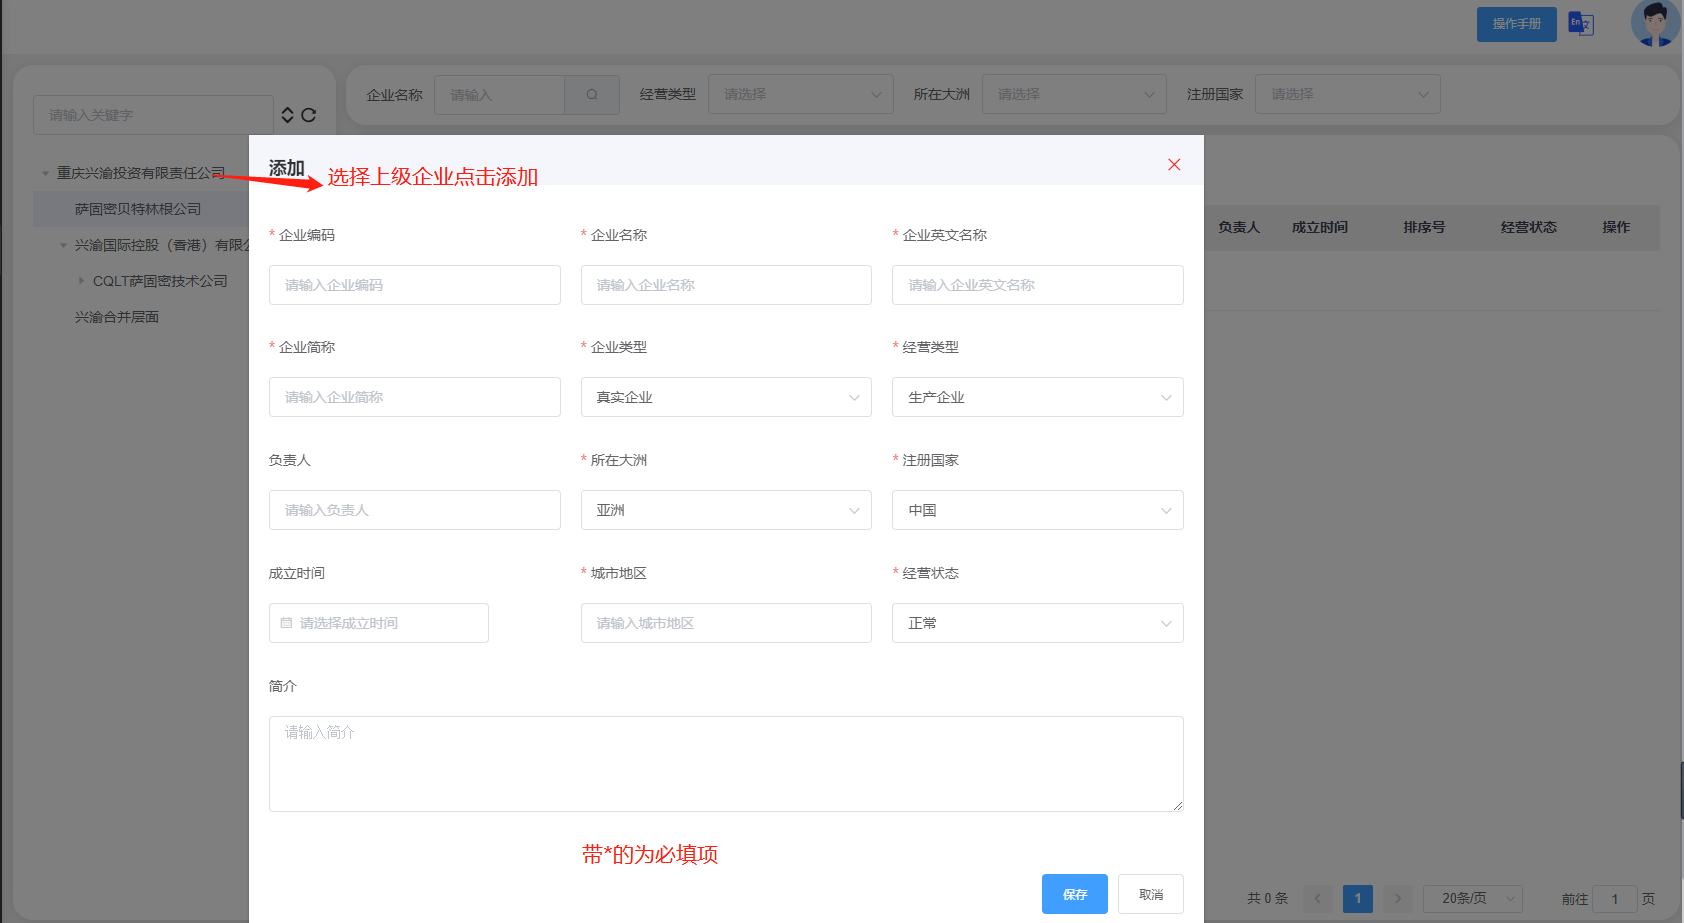 操作手册
En 文
请输入关键字
企业名称 请输入 经营类型 请选择 所在大洲 请选择 注册国家 请选择
重庆兴渝投资有限责任公司
萨固密贝特林根公司
兴渝国际控股（香港）有限
CQLT萨固密技术公司
兴渝合并层面
负责人 成立时间 排序号 经营状态 操作
添加
选择上级企业点击添加
* 企业编码 * 企业名称 * 企业英文名称
请输入企业编码 请输入企业名称 请输入企业英文名称
* 企业简称 * 企业类型 * 经营类型
请输入企业简称 真实企业 生产企业
负责人 * 所在大洲 * 注册国家
请输入负责人 亚洲 中国
成立时间 * 城市地区 * 经营状态
请选择成立时间 请输入城市地区 正常
简介
请输入简介
带*的为必填项
保存 取消
共 0 条 1 20条/页 前往 1 页